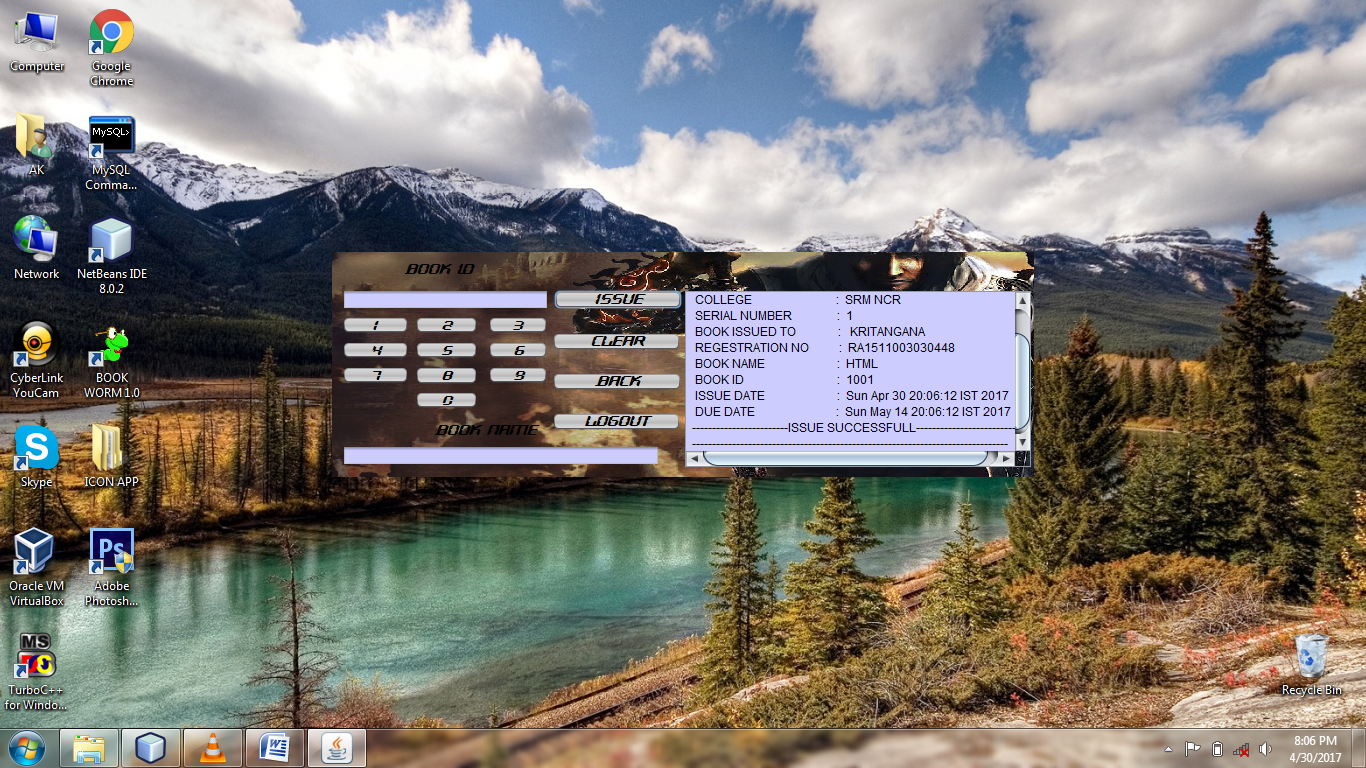 Computer
Google
Chrome
AK
MySQL>
MySQL
Comma...
Network
NetBeans IDE
8.0.2
CyberLink
YouCam
BOOK
WORM 1.0
Skype
ICON APP
Oracle VM
VirtualBox
Ps
Adobe
Photosh...
MS
TurboC++
for Windo...
Recycle Bin
BOOK ID
ISSUE
1 2 3
CLEAR
4 5 6
7 8 9
BACK
0
LOGOUT
BOOK NAME
COLLEGE : SRM NCR
SERIAL NUMBER : 1
BOOK ISSUED TO : KRITANGANA
REGESTRATION NO : RA1511003030448
BOOK NAME : HTML
BOOK ID : 1001
ISSUE DATE : Sun Apr 30 20:06:12 IST 2017
DUE DATE : Sun May 14 20:06:12 IST 2017
------------------------ISSUE SUCCESSFULL-------------------------
8:06 PM
4/30/2017